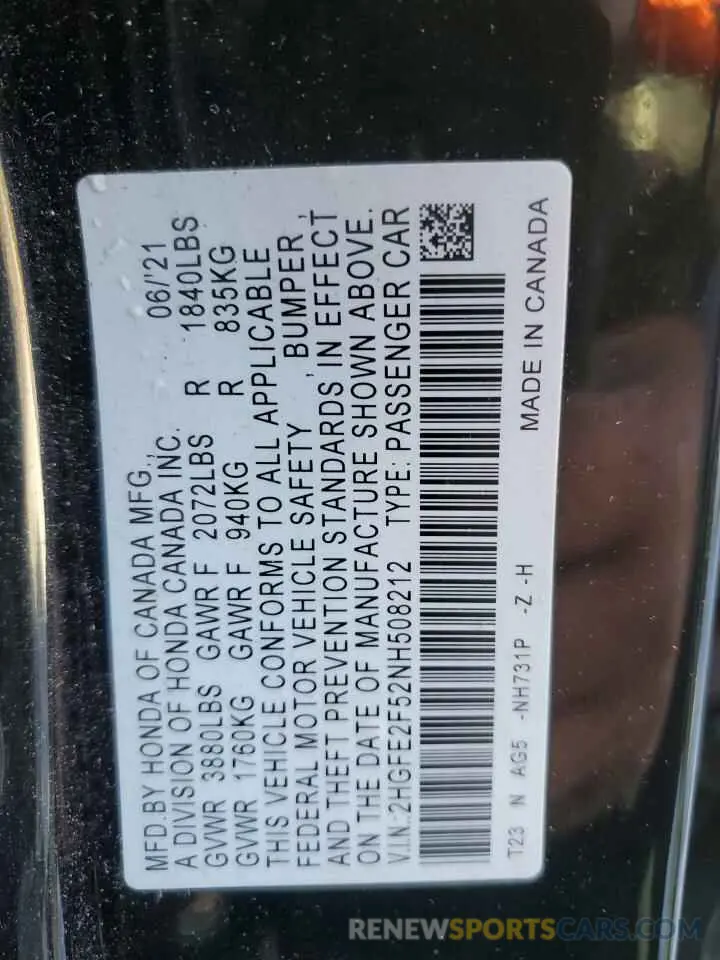 MFD.BY HONDA OF CANADA MFG., 06/'21
A DIVISION OF HONDA CANADA INC.
GVWR 3880LBS GAWR F 2072LBS R 1840LBS
GVWR 1760KG GAWR F 940KG R 835KG
THIS VEHICLE CONFORMS TO ALL APPLICABLE
FEDERAL MOTOR VEHICLE SAFETY , BUMPER ,
AND THEFT PREVENTION STANDARDS IN EFFECT
ON THE DATE OF MANUFACTURE SHOWN ABOVE.
V.I.N.:2HGFE2F52NH508212 TYPE: PASSENGER CAR
T23 N AG5 -NH731P -Z -H MADE IN CANADA
RENEWSPORTSCARS.COM